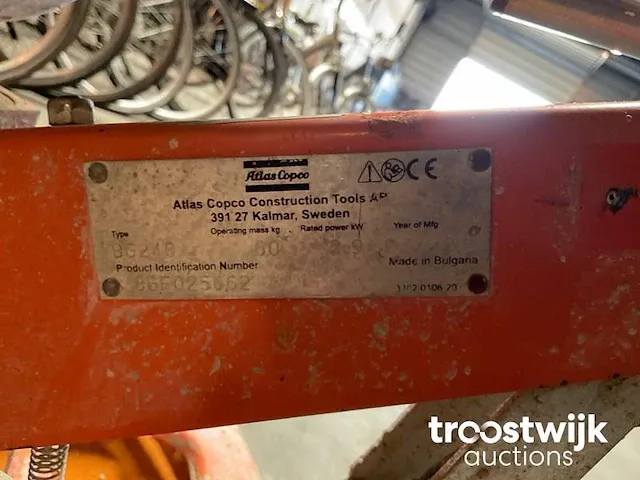 Atlas Copco
CE
Atlas Copco Construction Tools AB
391 27 Kalmar, Sweden
Type Operating mass kg Rated power kW Year of Mfg
Product Identification Number Made in Bulgaria
troostwijk
auctions